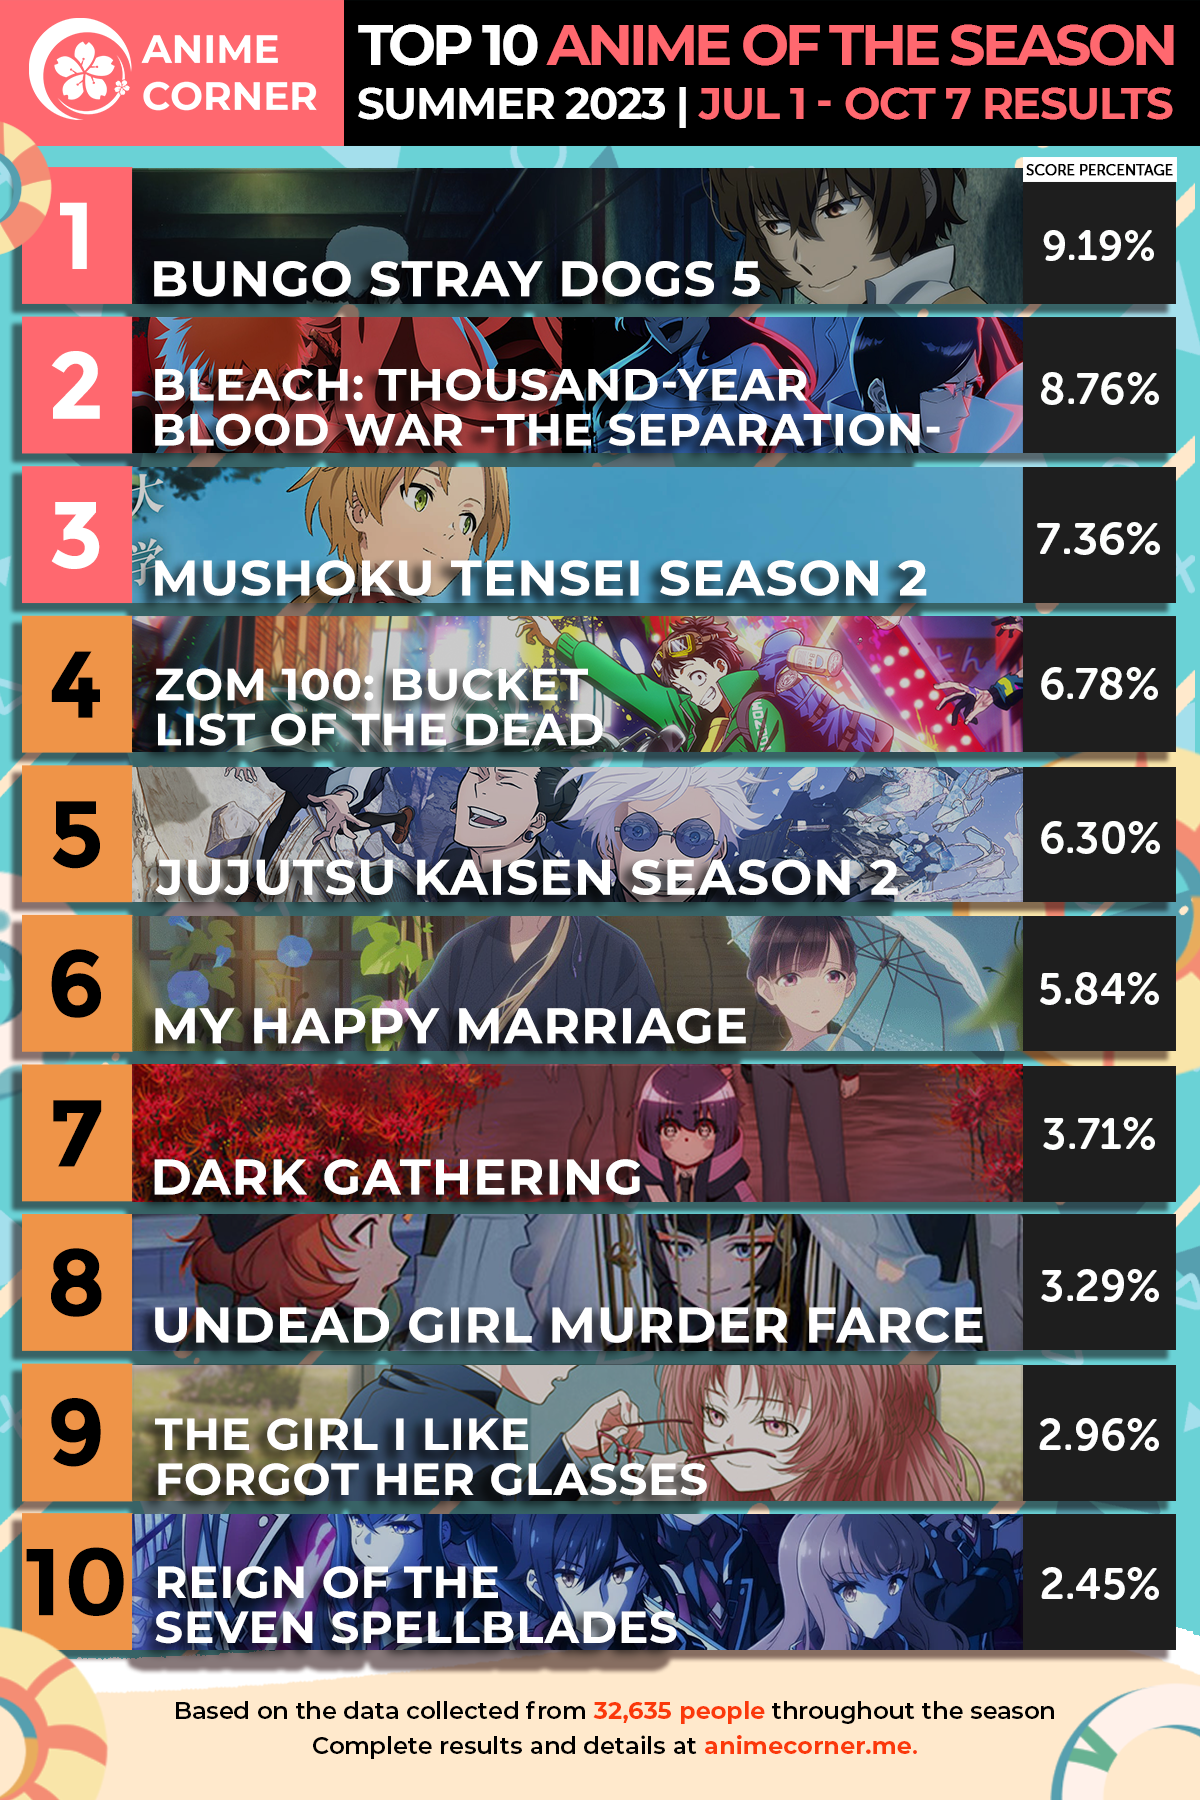 ANIME
CORNER
TOP 10 ANIME OF THE SEASON
SUMMER 2023 | JUL 1 - OCT 7 RESULTS
SCORE PERCENTAGE
1
BUNGO STRAY DOGS 5
9.19%
2
BLEACH: THOUSAND-YEAR
BLOOD WAR -THE SEPARATION-
8.76%
3
大
学
MUSHOKU TENSEI SEASON 2
7.36%
4
ZOM 100: BUCKET
LIST OF THE DEAD
6.78%
5
JUJUTSU KAISEN SEASON 2
6.30%
6
MY HAPPY MARRIAGE
5.84%
7
DARK GATHERING
3.71%
8
UNDEAD GIRL MURDER FARCE
3.29%
9
THE GIRL I LIKE
FORGOT HER GLASSES
2.96%
10
REIGN OF THE
SEVEN SPELLBLADES
2.45%
Based on the data collected from 32,635 people throughout the season
Complete results and details at animecorner.me.